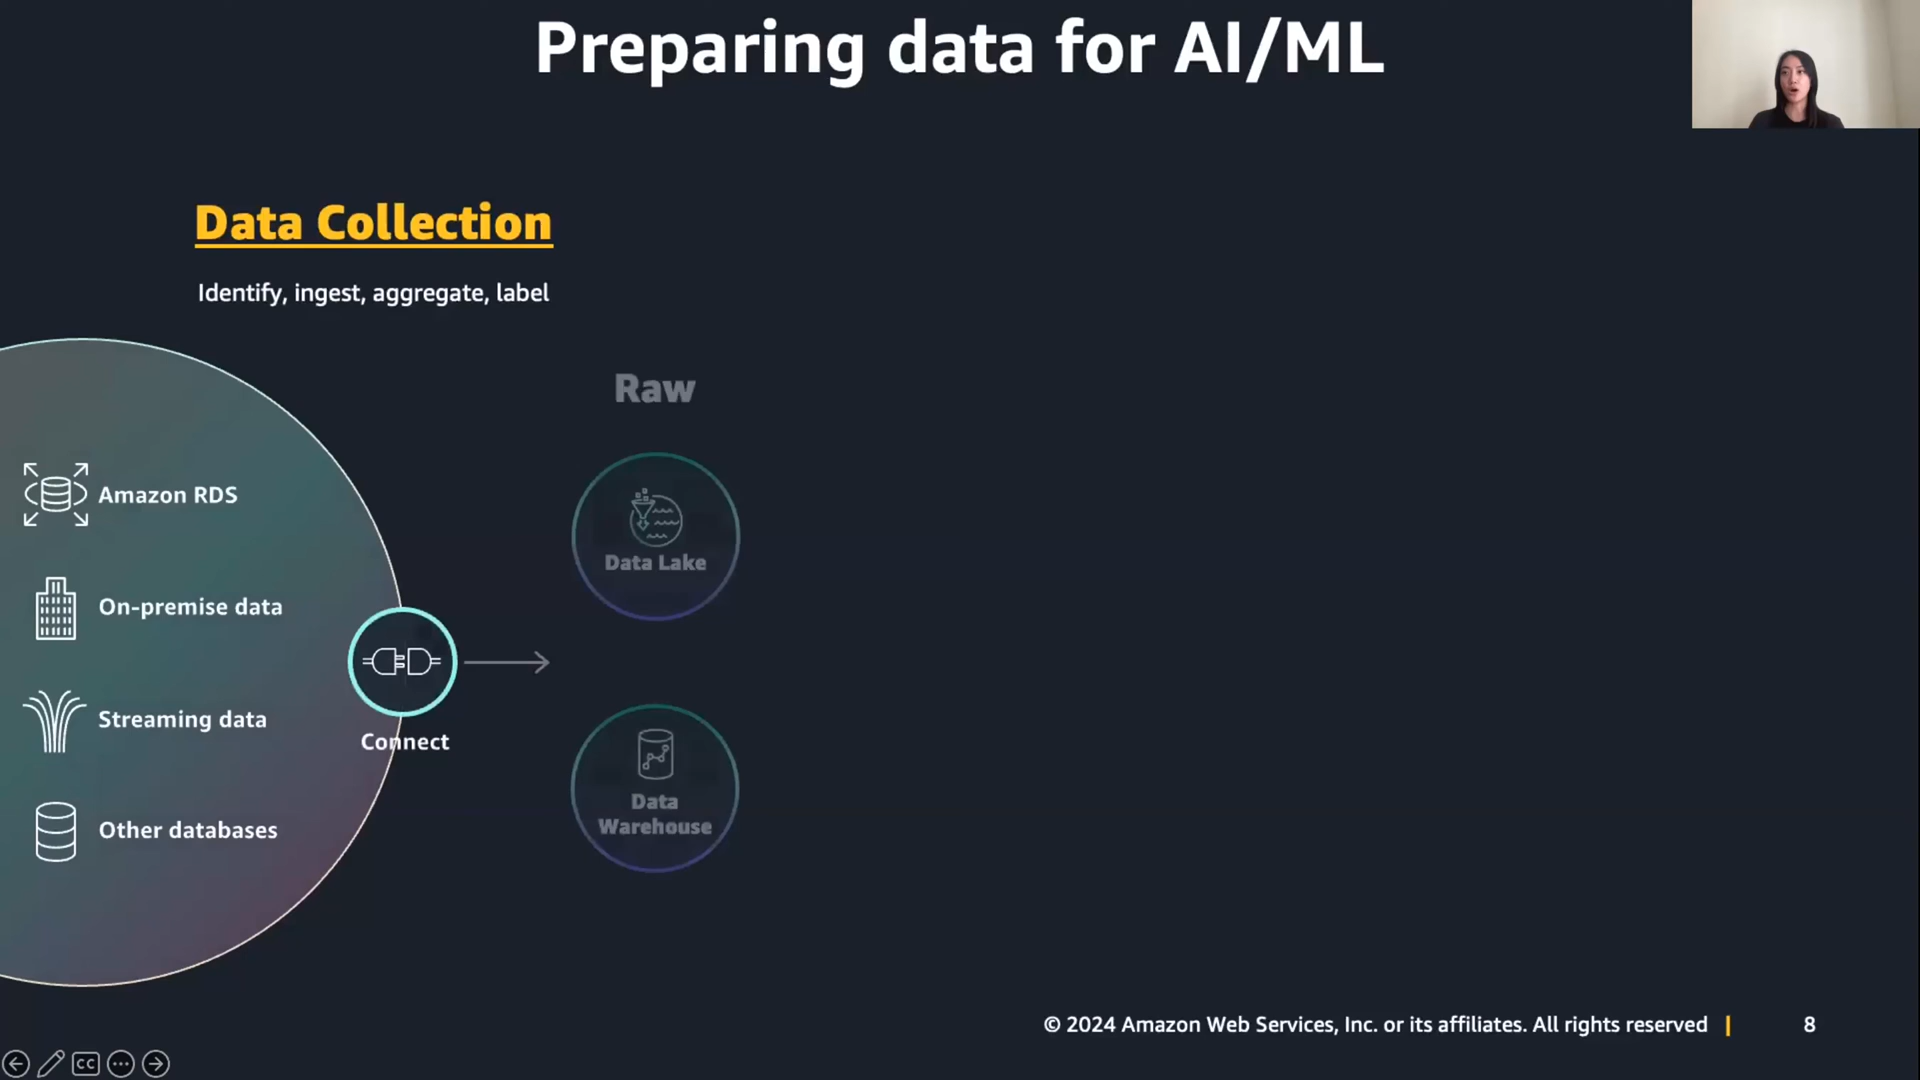 Preparing data for AI/ML
Data Collection
Identify, ingest, aggregate, label
Raw
Amazon RDS
Data Lake
On-premise data
Streaming data
Connect
Data
Warehouse
Other databases
© 2024 Amazon Web Services, Inc. or its affiliates. All rights reserved |
8
CC